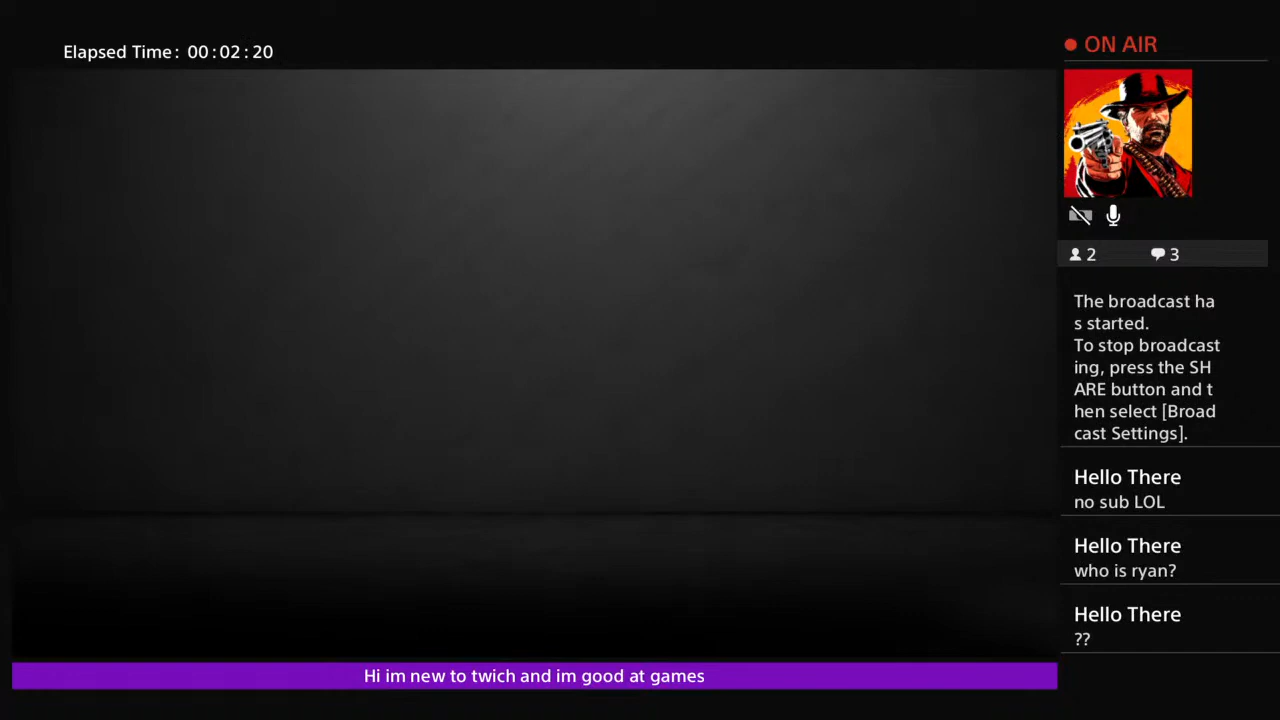 Elapsed Time: 00:02:20
ON AIR
2
3
The broadcast ha
s started.
To stop broadcast
ing, press the SH
ARE button and t
hen select [Broad
cast Settings].
Hello There
no sub LOL
Hello There
who is ryan?
Hello There
??
Hi im new to twich and im good at games